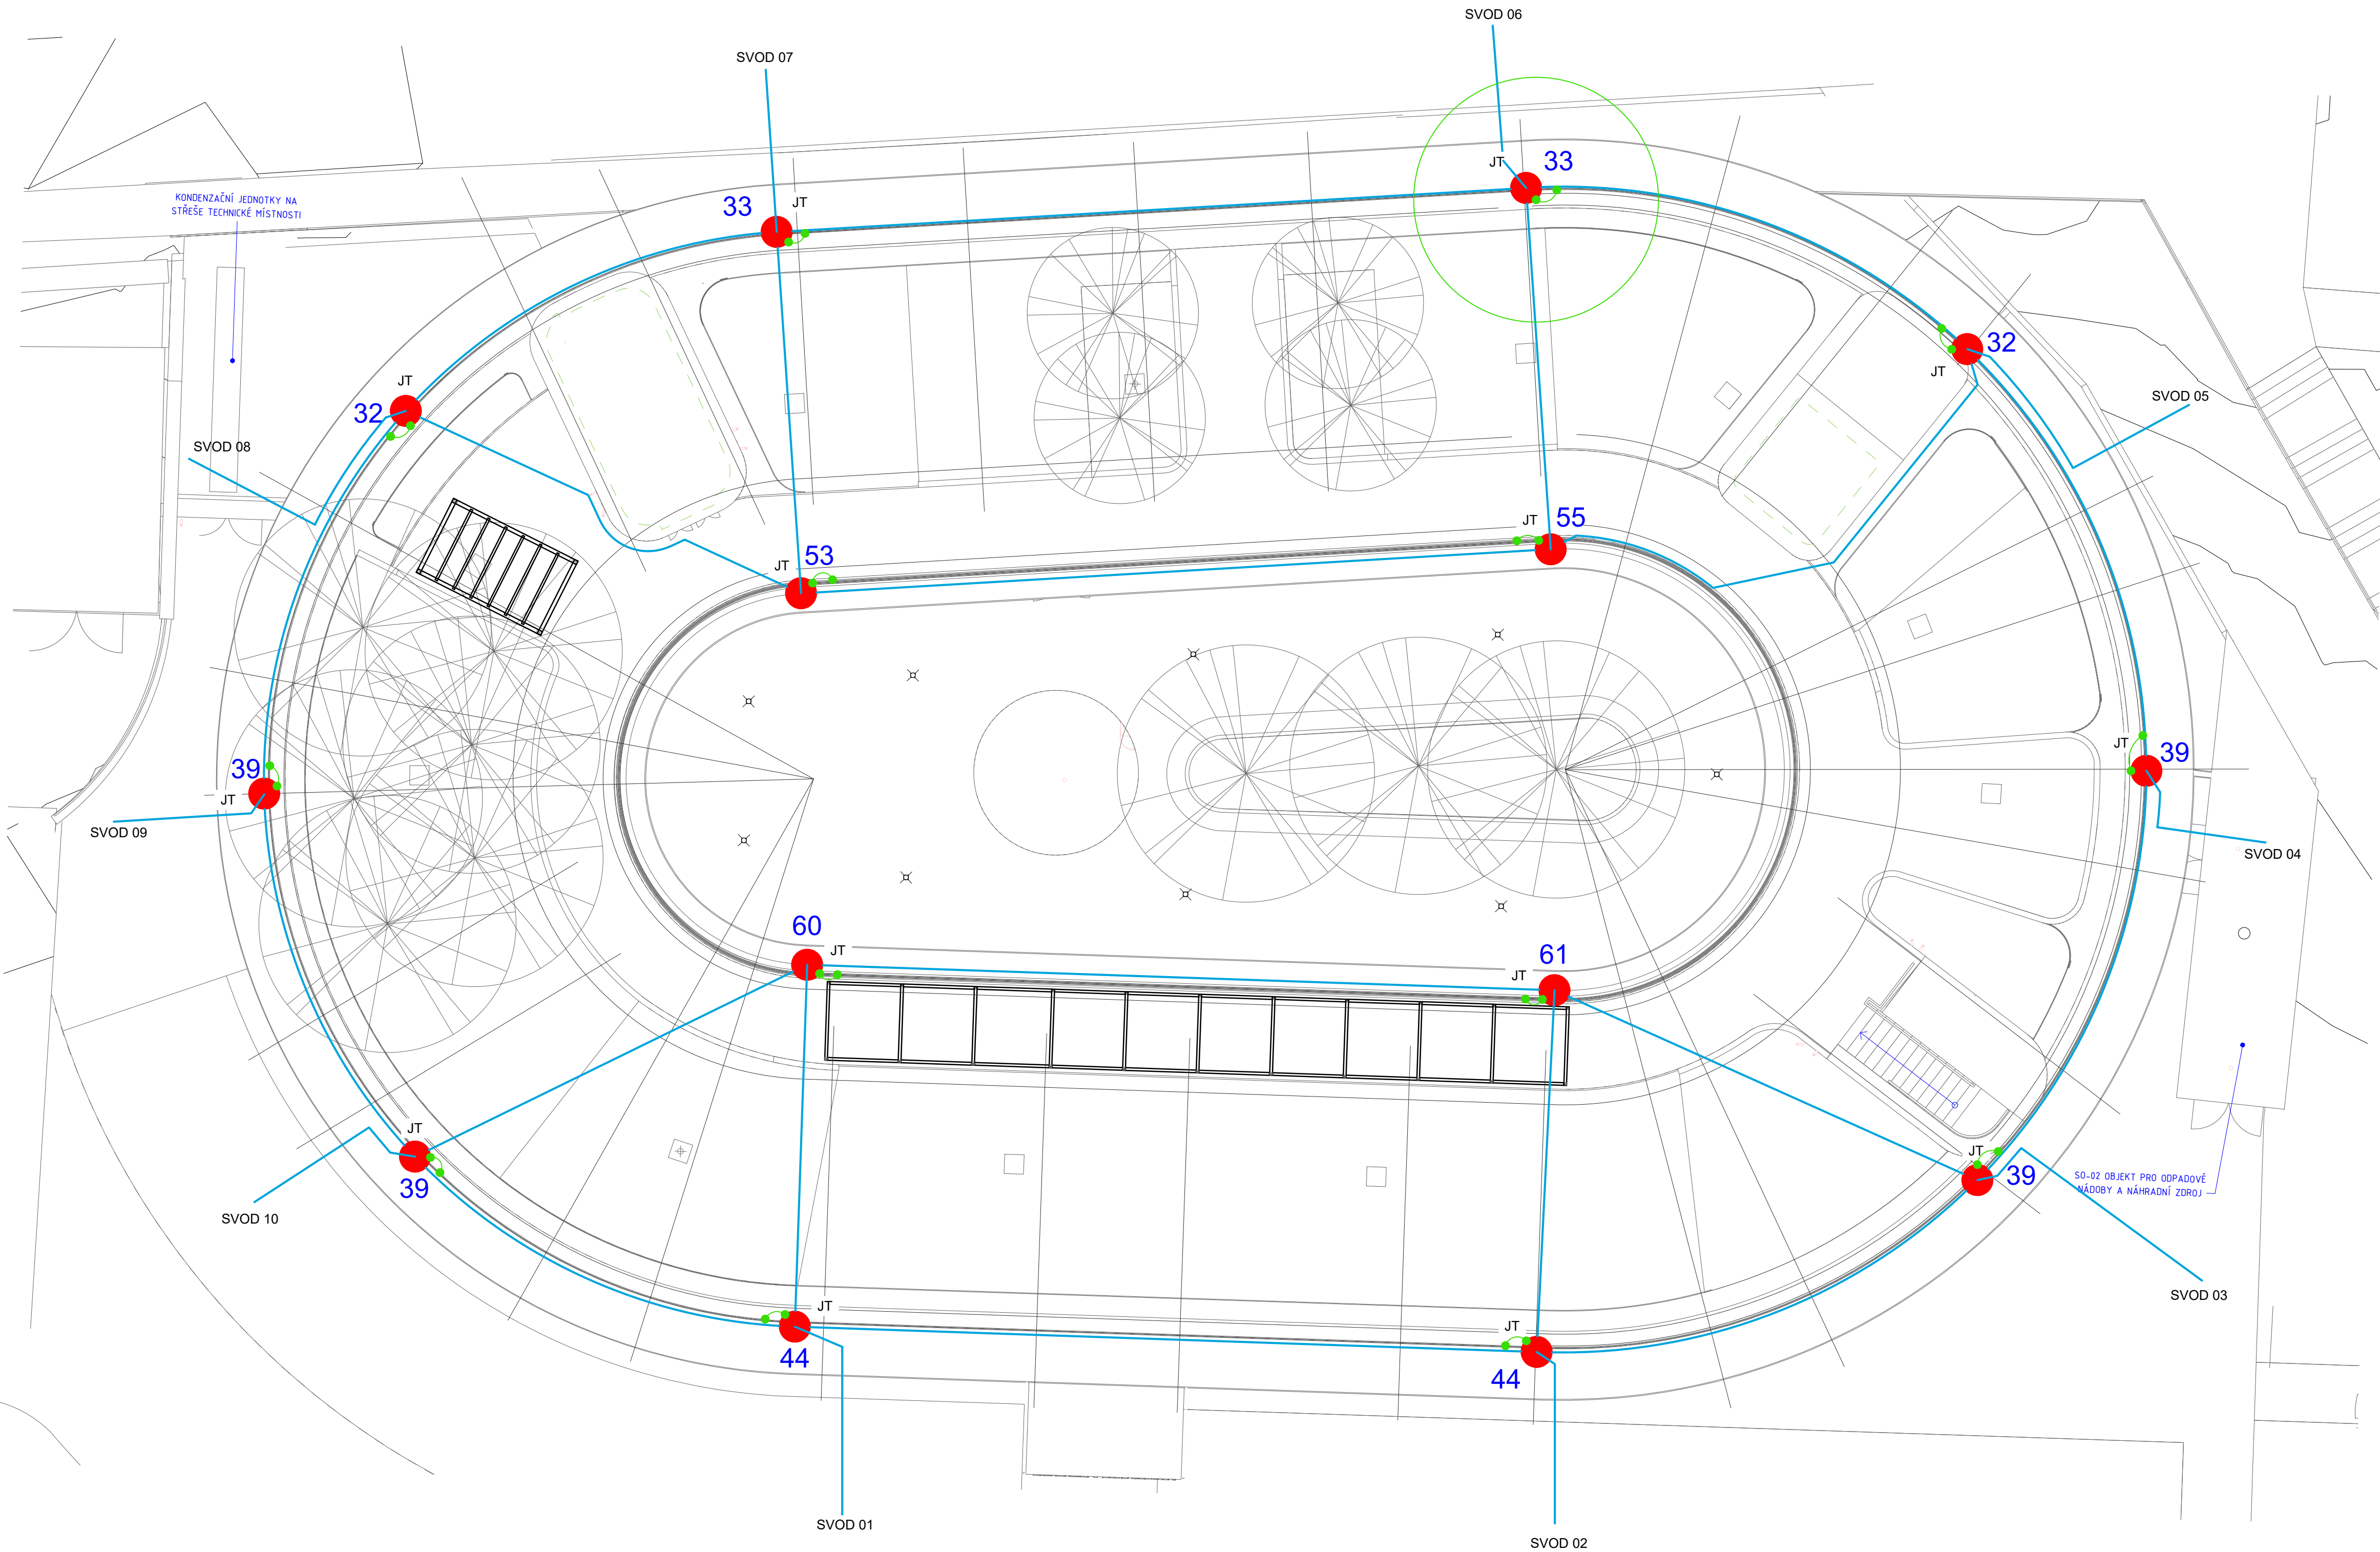 SVOD 06
SVOD 07
JT
33
33
JT
KONDENZAČNÍ JEDNOTKY NA
STŘEŠE TECHNICKÉ MÍSTNOSTI
32
JT
JT
32
SVOD 05
SVOD 08
JT
55
53
JT
JT
39
39
JT
SVOD 09
SVOD 04
60
JT
61
JT
JT
39
SVOD 10
JT
39
SO-02 OBJEKT PRO ODPADOVÉ
NÁDOBY A NÁHRADNÍ ZDROJ
SVOD 03
JT
44
JT
44
SVOD 01
SVOD 02